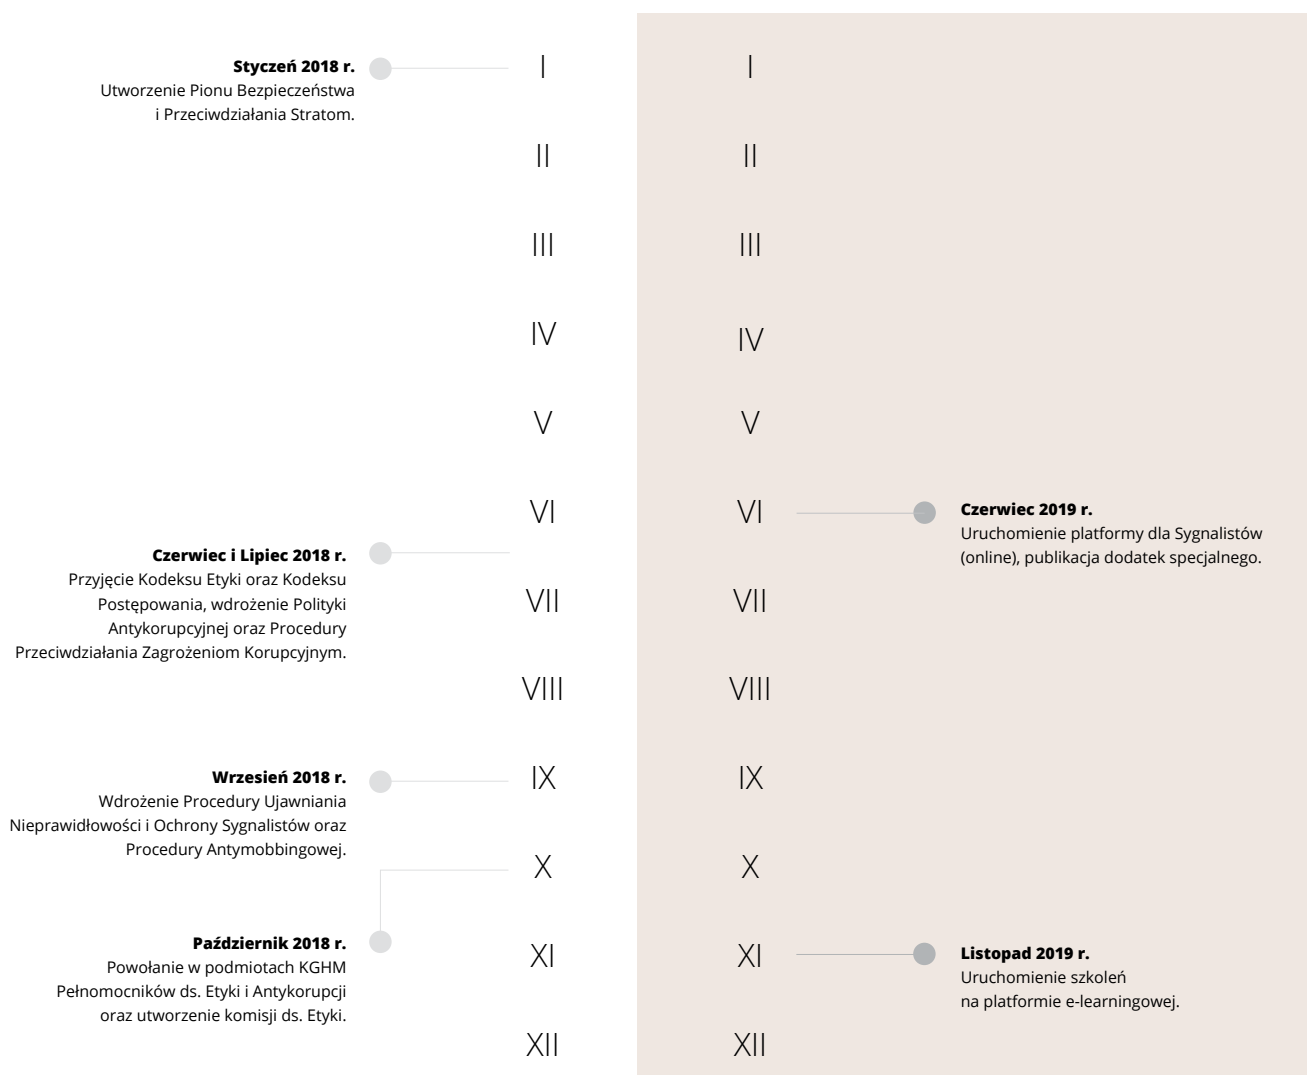 Styczeń 2018 r.
Utworzenie Pionu Bezpieczeństwa
i Przeciwdziałania Stratom.
Czerwiec i Lipiec 2018 r.
Przyjęcie Kodeksu Etyki oraz Kodeksu
Postępowania, wdrożenie Polityki
Antykorupcyjnej oraz Procedury
Przeciwdziałania Zagrożeniom Korupcyjnym.
Wrzesień 2018 r.
Wdrożenie Procedury Ujawniania
Nieprawidłowości i Ochrony Sygnalistów oraz
Procedury Antymobbingowej.
Październik 2018 r.
Powołanie w podmiotach KGHM
Pełnomocników ds. Etyki i Antykorupcji
oraz utworzenie komisji ds. Etyki.
I
II
III
IV
V
VI
VII
VIII
IX
X
XI
XII
I
II
III
IV
V
VI
VII
VIII
IX
X
XI
XII
Czerwiec 2019 r.
Uruchomienie platformy dla Sygnalistów
(online), publikacja dodatek specjalnego.
Listopad 2019 r.
Uruchomienie szkoleń
na platformie e-learningowej.